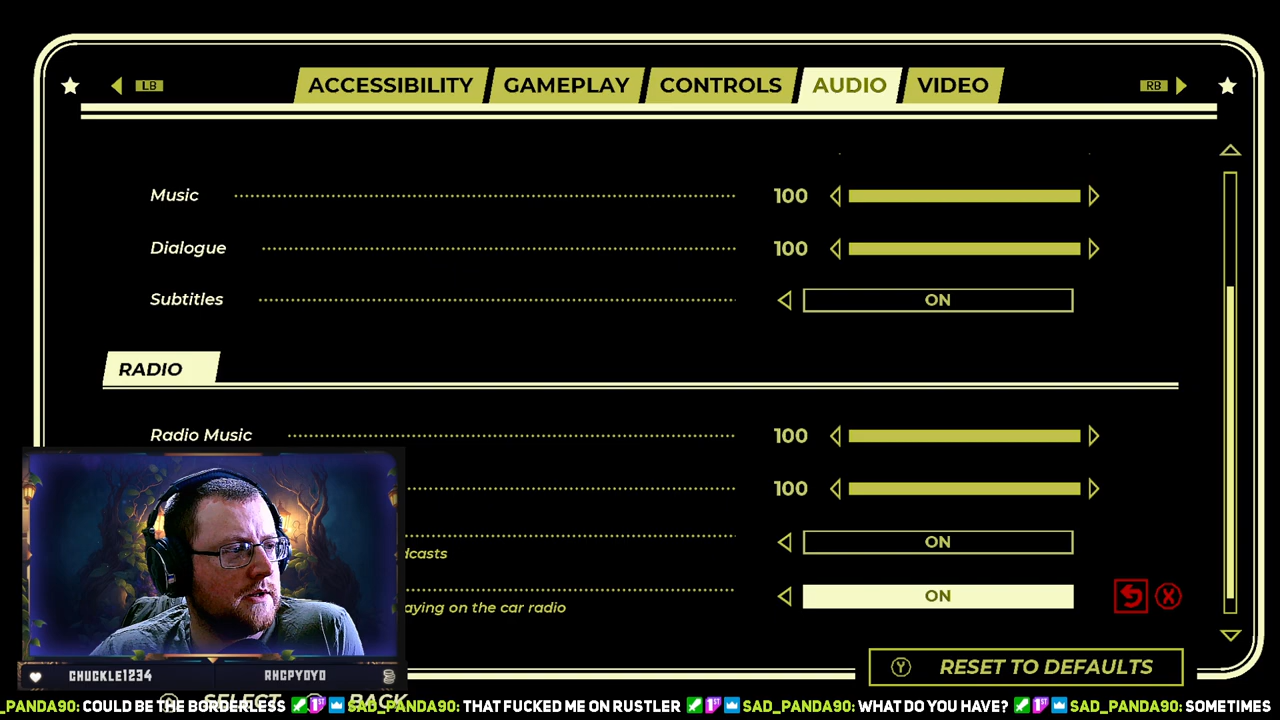 LB
ACCESSIBILITY
GAMEPLAY
CONTROLS
AUDIO
VIDEO
RB
Music 100
Dialogue 100
Subtitles ON
RADIO
Radio Music 100
100
ON
dcasts
ON
X
aying on the car radio
CHUCKLE1234 RHCPYOYO
Y RESET TO DEFAULTS
SELECT BACK
_PANDA90: COULD BE THE BORDERLESS SAD_PANDA90: THAT FUCKED ME ON RUSTLER SAD_PANDA90: WHAT DO YOU HAVE? SAD_PANDA90: SOMETIMES